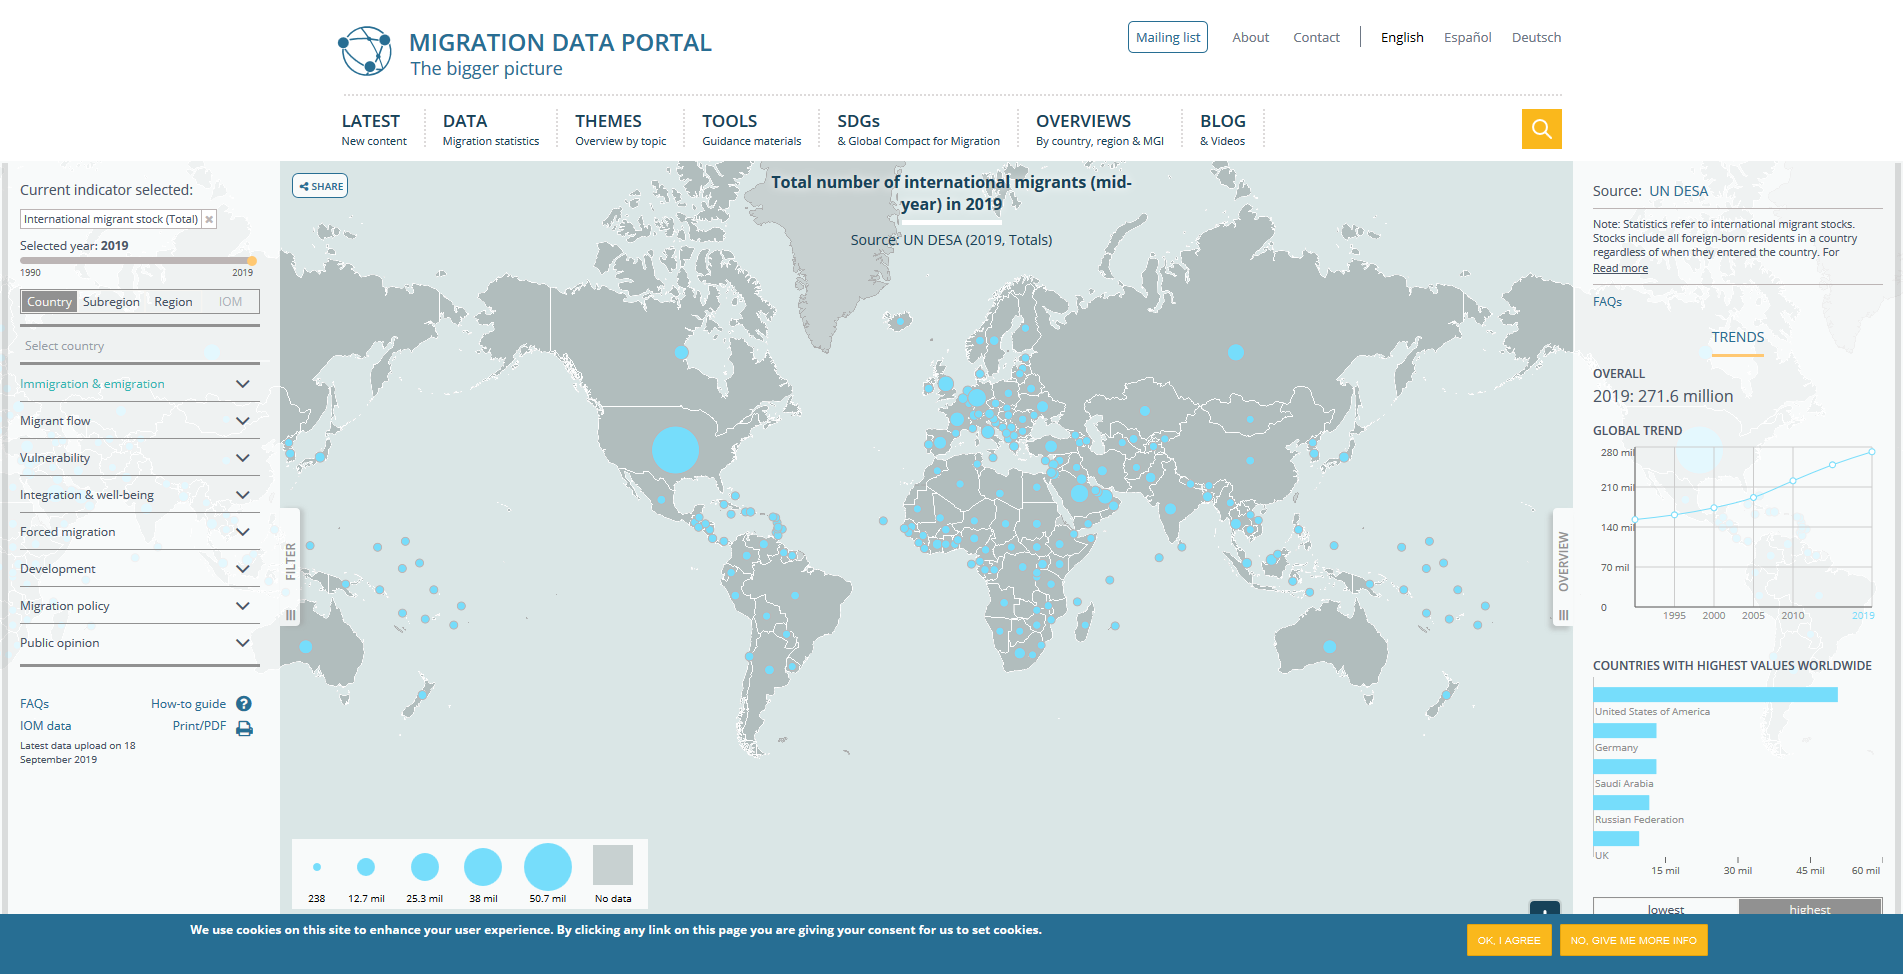 MIGRATION DATA PORTAL
The bigger picture
Mailing list
About
Contact
English
Español
Deutsch
LATEST
New content
DATA
Migration statistics
THEMES
Overview by topic
TOOLS
Guidance materials
SDGs
& Global Compact for Migration
OVERVIEWS
By country, region & MGI
BLOG
& Videos
Current indicator selected:
International migrant stock (Total)
Selected year: 2019
1990
2019
Country
Subregion
Region
IOM
Select country
Immigration & emigration
Migrant flow
Vulnerability
Integration & well-being
Forced migration
Development
Migration policy
Public opinion
FAQs
How-to guide
IOM data
Print/PDF
Latest data upload on 18
September 2019
SHARE
Total number of international migrants (mid-
year) in 2019
Source: UN DESA (2019, Totals)
FILTER
OVERVIEW
238
12.7 mil
25.3 mil
38 mil
50.7 mil
No data
Source: UN DESA
Note: Statistics refer to international migrant stocks.
Stocks include all foreign-born residents in a country
regardless of when they entered the country. For
Read more
FAQs
TRENDS
OVERALL
2019: 271.6 million
GLOBAL TREND
280 mil
210 mil
140 mil
70 mil
0
1995
2000
2005
2010
2019
COUNTRIES WITH HIGHEST VALUES WORLDWIDE
United States of America
Germany
Saudi Arabia
Russian Federation
UK
15 mil
30 mil
45 mil
60 mil
lowest
highest
We use cookies on this site to enhance your user experience. By clicking any link on this page you are giving your consent for us to set cookies.
OK, I AGREE
NO, GIVE ME MORE INFO